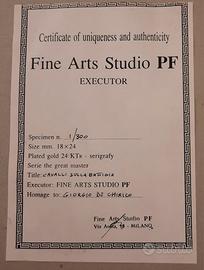 Certificate of uniqueness and authenticity
Fine Arts Studio PF
EXECUTOR
Specimen n. 1/300
Size mm. 18×24
Plated gold 24 KTs - serigrafy
Serie the great master
Title: CAVALLI SULLA
Executor: FINE ARTS STUDIO PF
Homage to: GIORGIO DE CHIRICO
Fine Arts Studio PF
Via - MILANO
subito